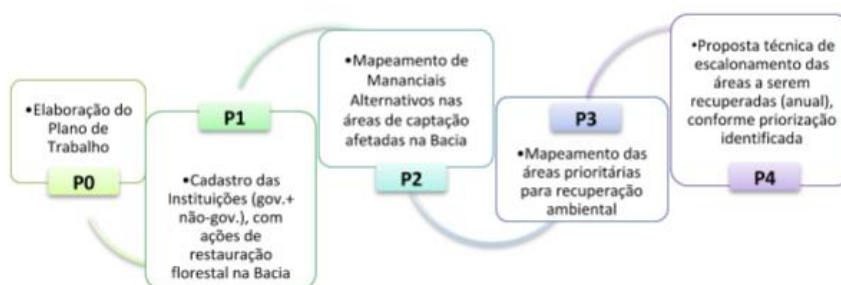 •Elaboração do
Plano de
Trabalho
P0
P1
•Cadastro das
Instituições (gov.+
não-gov.), com
ações de
restauração
florestal na Bacia
•Mapeamento de
Mananciais
Alternativos nas
áreas de captação
afetadas na Bacia
P2
P3
•Mapeamento das
áreas prioritárias
para recuperação
ambiental
•Proposta técnica de
escalonamento das
áreas a serem
recuperadas (anual),
conforme priorização
identificada
P4